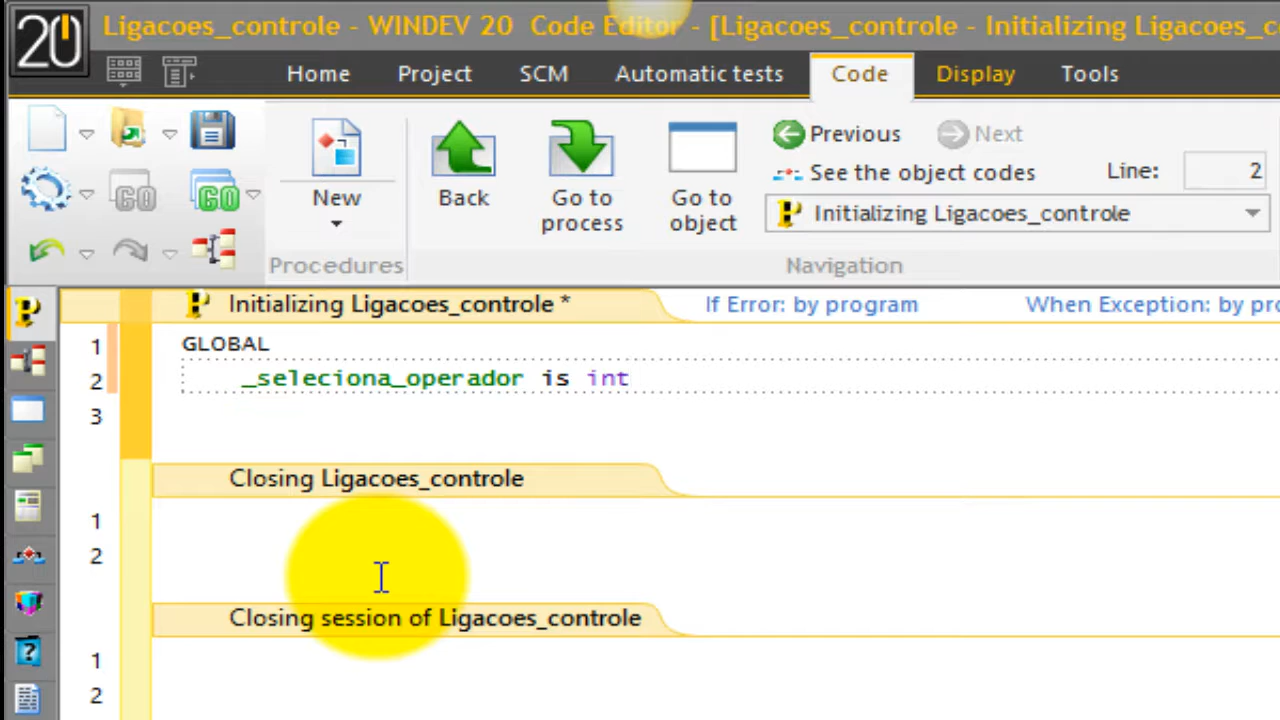 20 Ligacoes_controle - WINDEV 20 Code Editor - [Ligacoes_controle - Initializing Ligacoes_c
Home Project SCM Automatic tests Code Display Tools
GO GO
New
Procedures
Back
Go to
process
Go to
object
Previous Next
See the object codes Line: 2
Initializing Ligacoes_controle
Navigation
Initializing Ligacoes_controle * If Error: by program When Exception: by pro
1 GLOBAL
2 _seleciona_operador is int
3
Closing Ligacoes_controle
1
2
Closing session of Ligacoes_controle
1
2